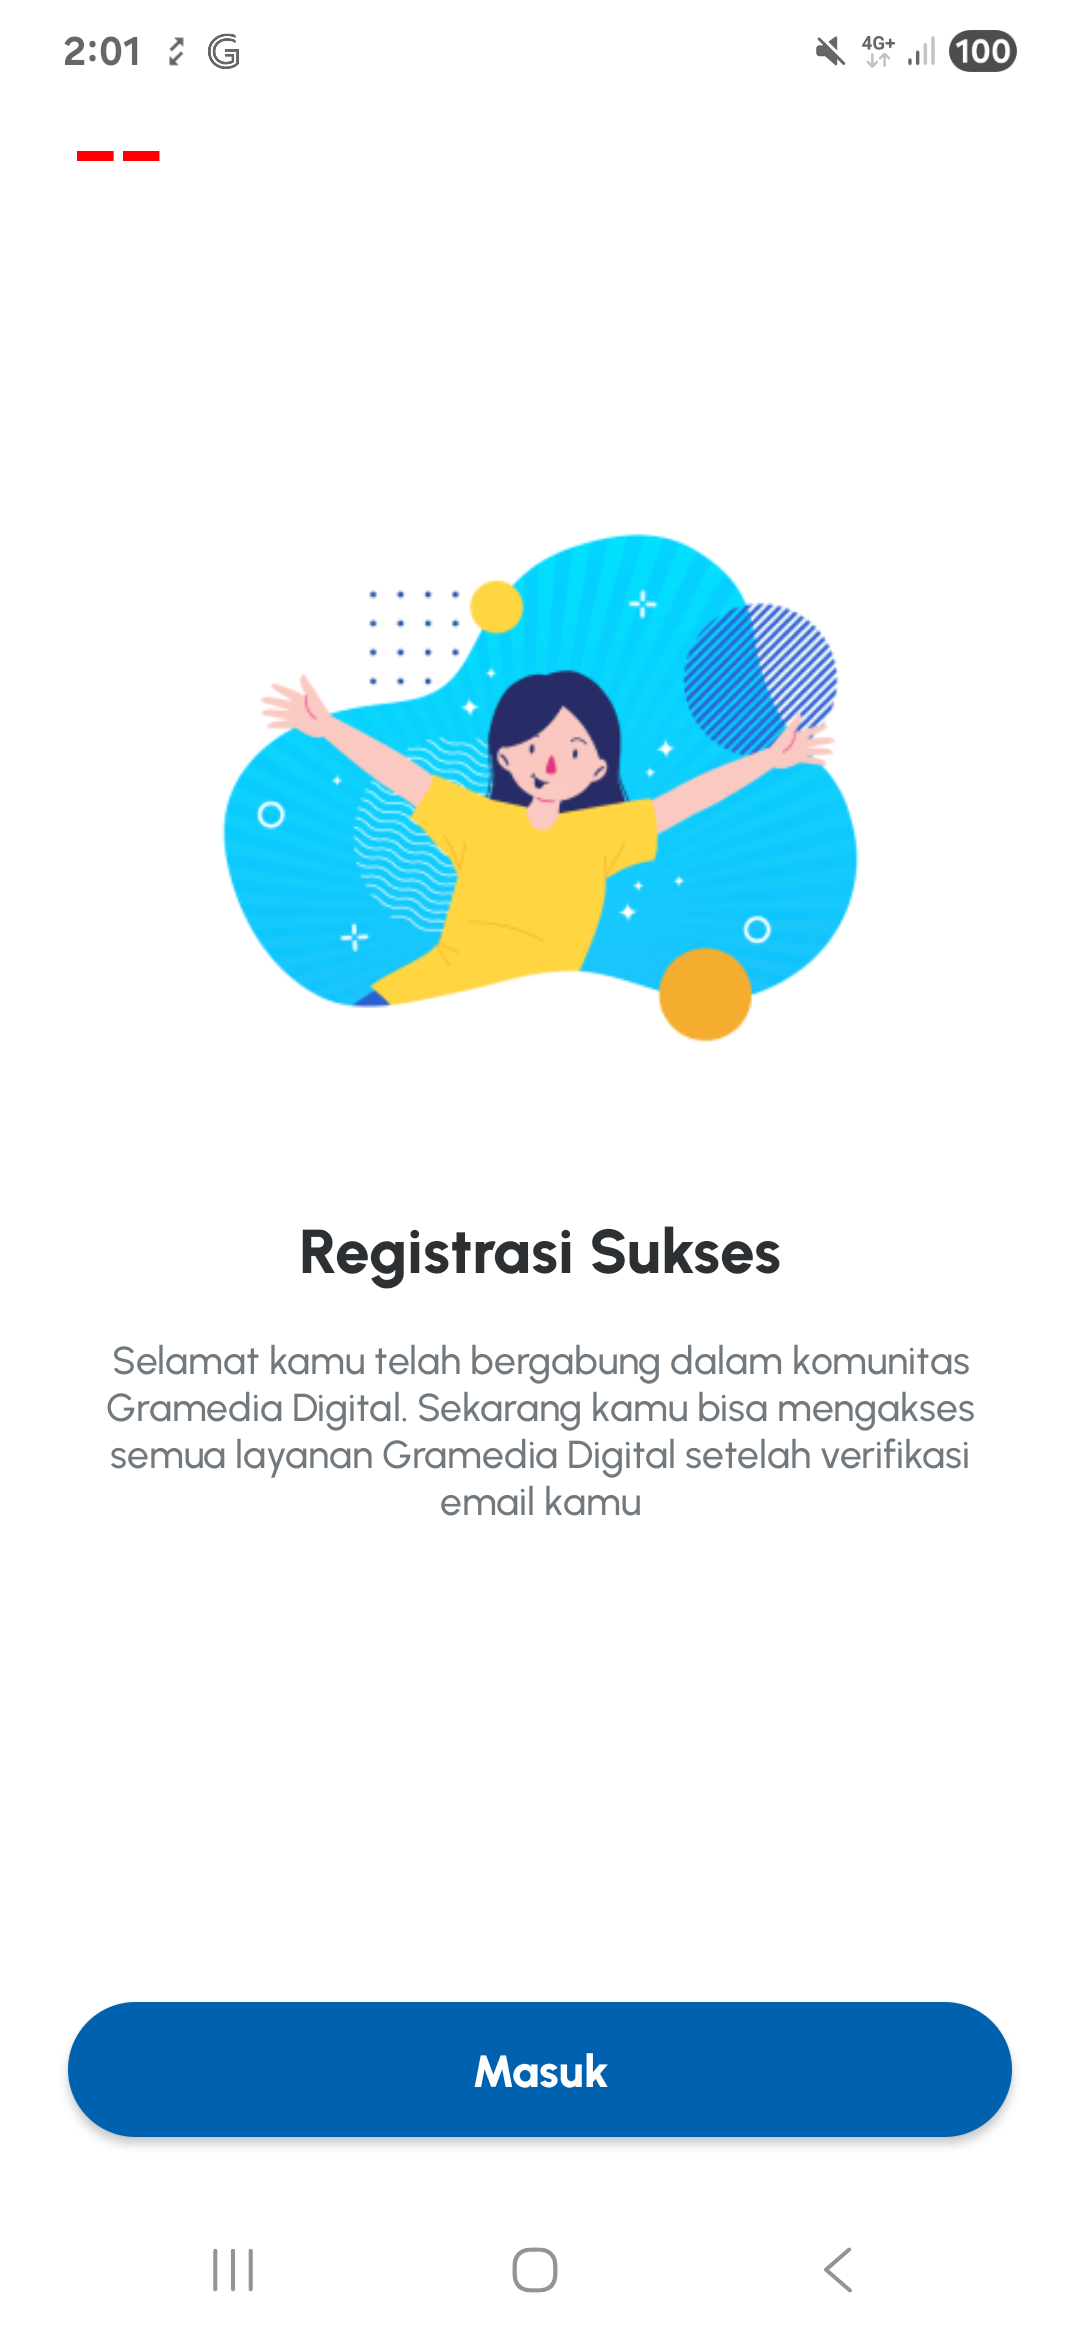 2:01
4G+
100
Registrasi Sukses
Selamat kamu telah bergabung dalam komunitas
Gramedia Digital. Sekarang kamu bisa mengakses
semua layanan Gramedia Digital setelah verifikasi
email kamu
Masuk